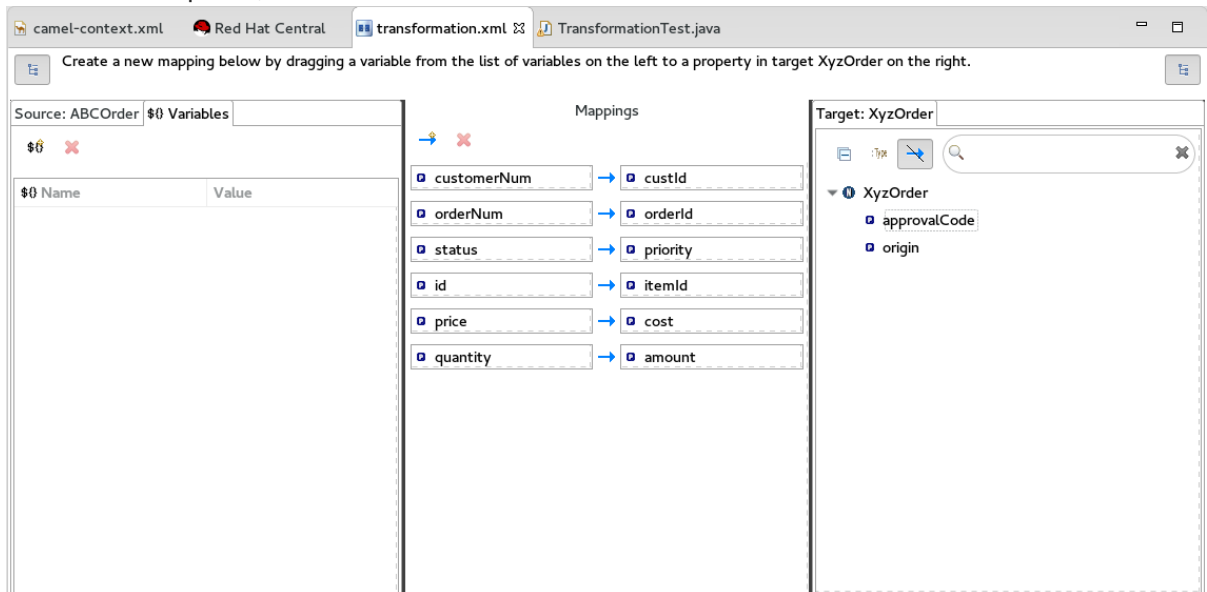 camel-context.xml Red Hat Central transformation.xml TransformationTest.java
Create a new mapping below by dragging a variable from the list of variables on the left to a property in target XyzOrder on the right.
Source: ABCOrder ${} Variables
${} Name Value
Mappings
customerNum custId
orderNum orderId
status priority
id itemId
price cost
quantity amount
Target: XyzOrder
:Type
XyzOrder
approvalCode
origin